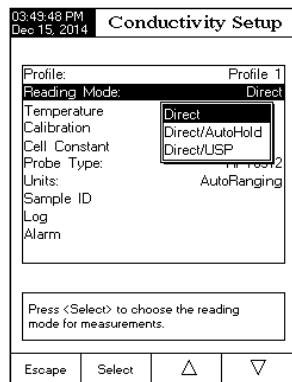 03:49:48 PM
Dec 15, 2014
Conductivity Setup
Profile: Profile 1
Reading Mode: Direct
Temperature
Direct
Calibration
Direct/AutoHold
Cell Constant
Direct/USP
Probe Type:
Units: AutoRanging
Sample ID
Log
Alarm
Press <Select> to choose the reading
mode for measurements.
Escape Select